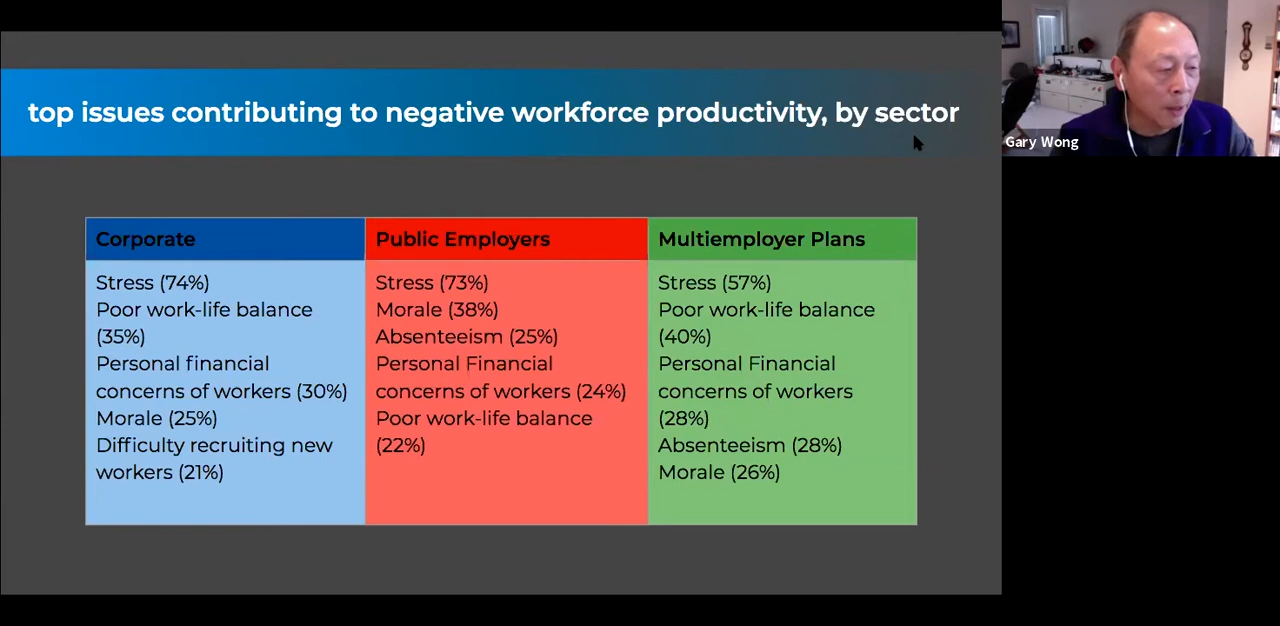 top issues contributing to negative workforce productivity, by sector
Gary Wong
Corporate
Stress (74%)
Poor work-life balance
(35%)
Personal financial
concerns of workers (30%)
Morale (25%)
Difficulty recruiting new
workers (21%)
Public Employers
Stress (73%)
Morale (38%)
Absenteeism (25%)
Personal Financial
concerns of workers (24%)
Poor work-life balance
(22%)
Multiemployer Plans
Stress (57%)
Poor work-life balance
(40%)
Personal Financial
concerns of workers
(28%)
Absenteeism (28%)
Morale (26%)